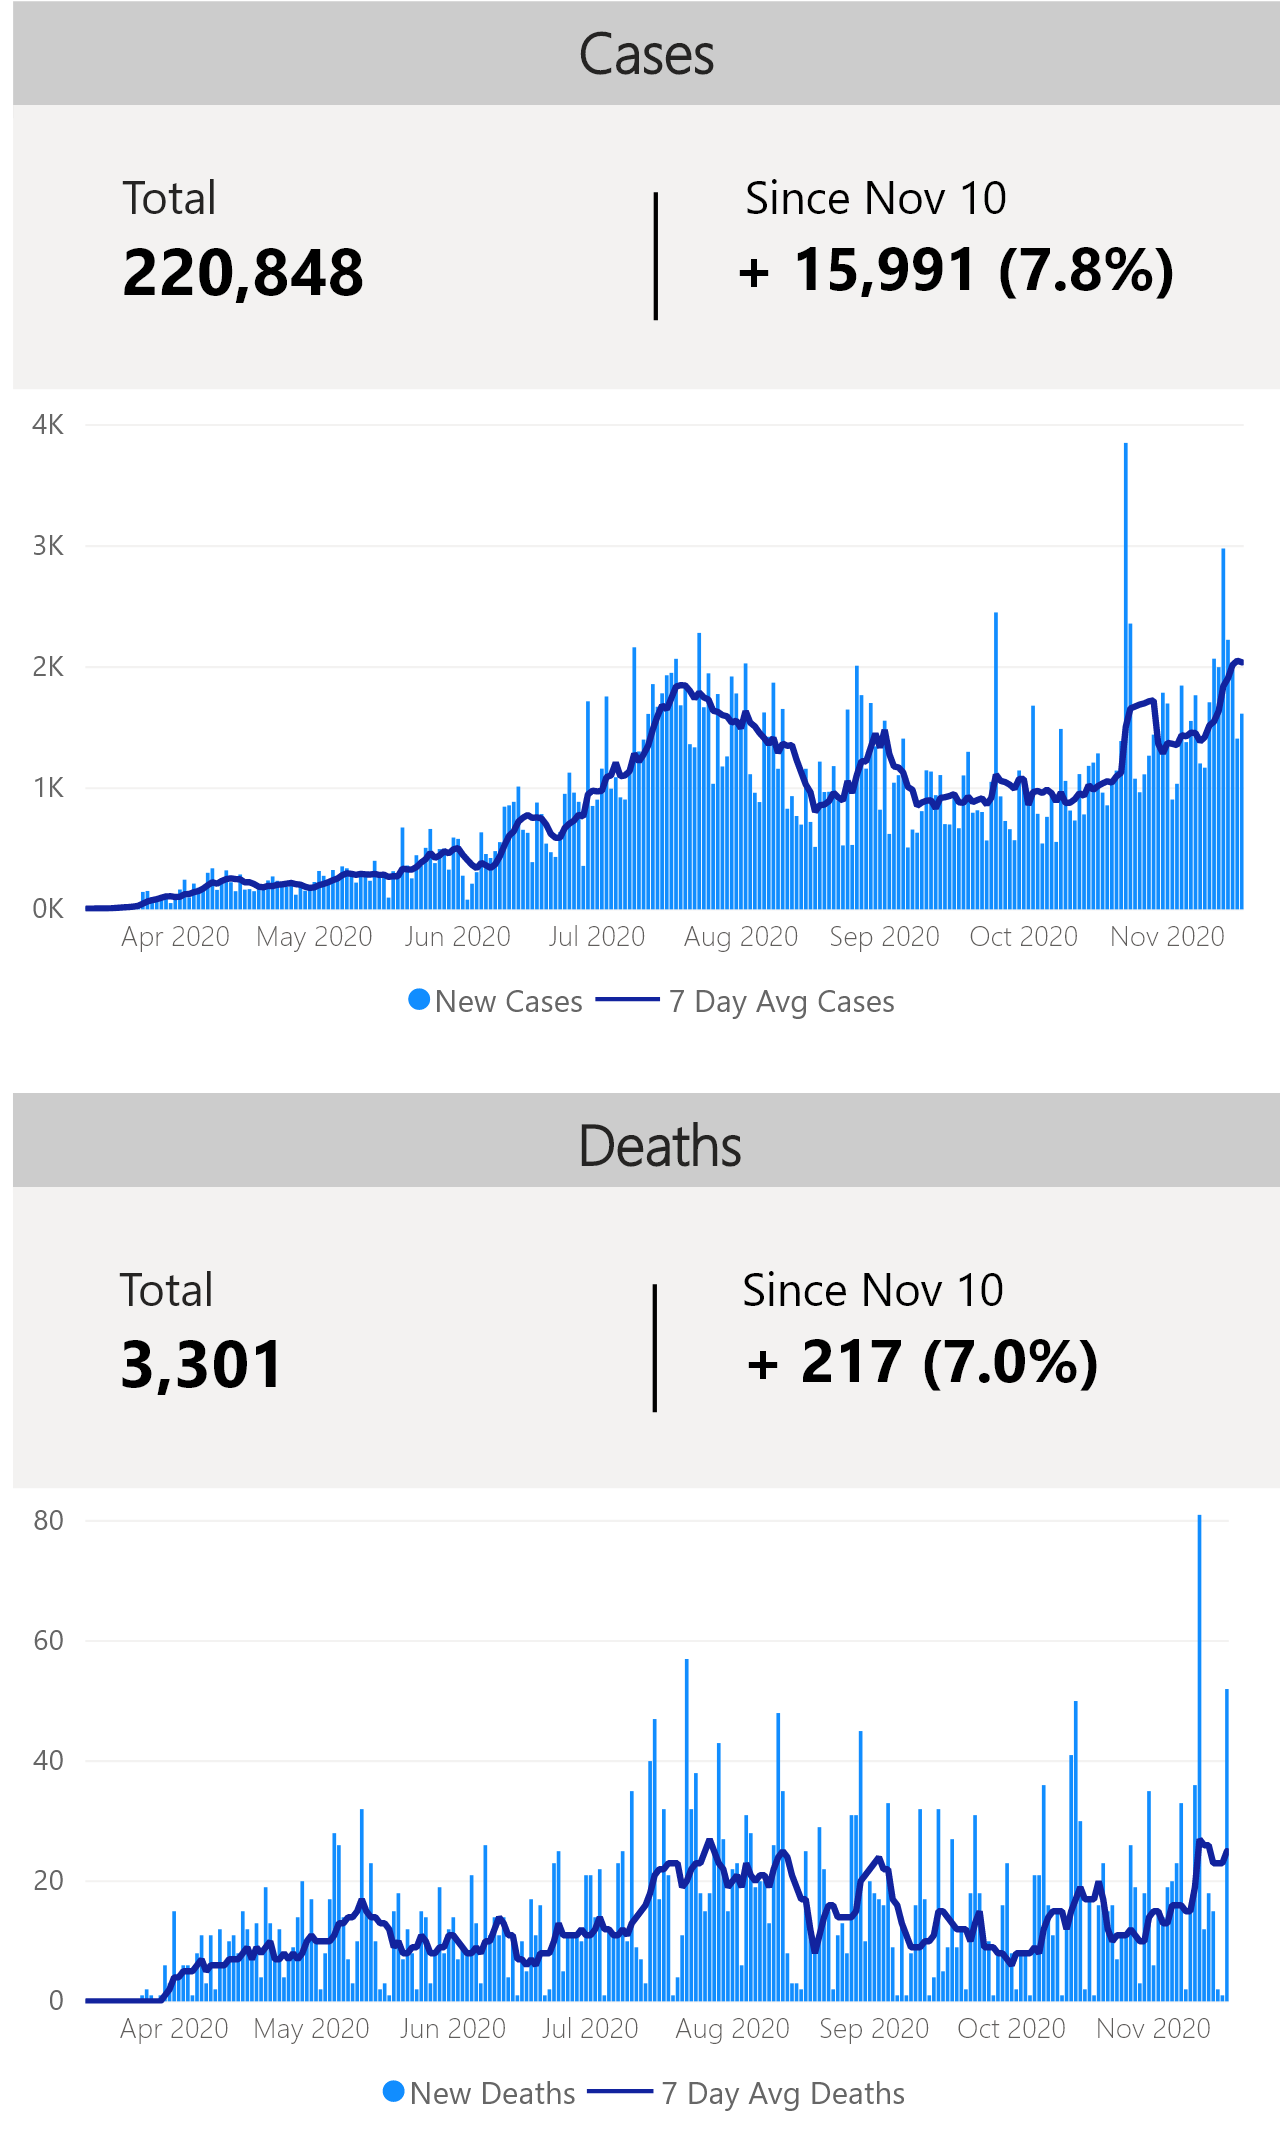 Cases
Total
Since Nov 10
220,848
+ 15,991 (7.8%)
4K
3K
2K
1K
0K
Apr 2020 May 2020 Jun 2020 Jul 2020 Aug 2020 Sep 2020 Oct 2020 Nov 2020
New Cases 7 Day Avg Cases
Deaths
Total
Since Nov 10
3,301
+ 217 (7.0%)
80
60
40
20
0
Apr 2020 May 2020 Jun 2020 Jul 2020 Aug 2020 Sep 2020 Oct 2020 Nov 2020
New Deaths 7 Day Avg Deaths